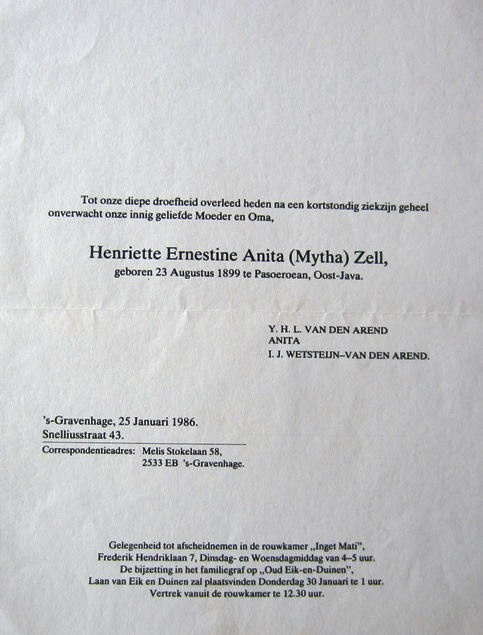 Tot onze diepe droefheid overleed heden na een kortstondig ziekzijn geheel
onverwacht onze innig geliefde Moeder en Oma,
Henriette Ernestine Anita (Mytha) Zell,
geboren 23 Augustus 1899 te Pasoeroean, Oost-Java.
Y. H. L. VAN DEN AREND
ANITA
I. J. WETSTEIJN–VAN DEN AREND.
's-Gravenhage, 25 Januari 1986.
Snelliusstraat 43.
Correspondentieadres: Melis Stokelaan 58,
2533 EB 's-Gravenhage.
Gelegenheid tot afscheidnemen in de rouwkamer „Inget Mati”,
Frederik Hendriklaan 7, Dinsdag- en Woensdagmiddag van 4–5 uur.
De bijzetting in het familiegraf op „Oud Eik-en-Duinen”,
Laan van Eik en Duinen zal plaatsvinden Donderdag 30 Januari te 1 uur.
Vertrek vanuit de rouwkamer te 12.30 uur.